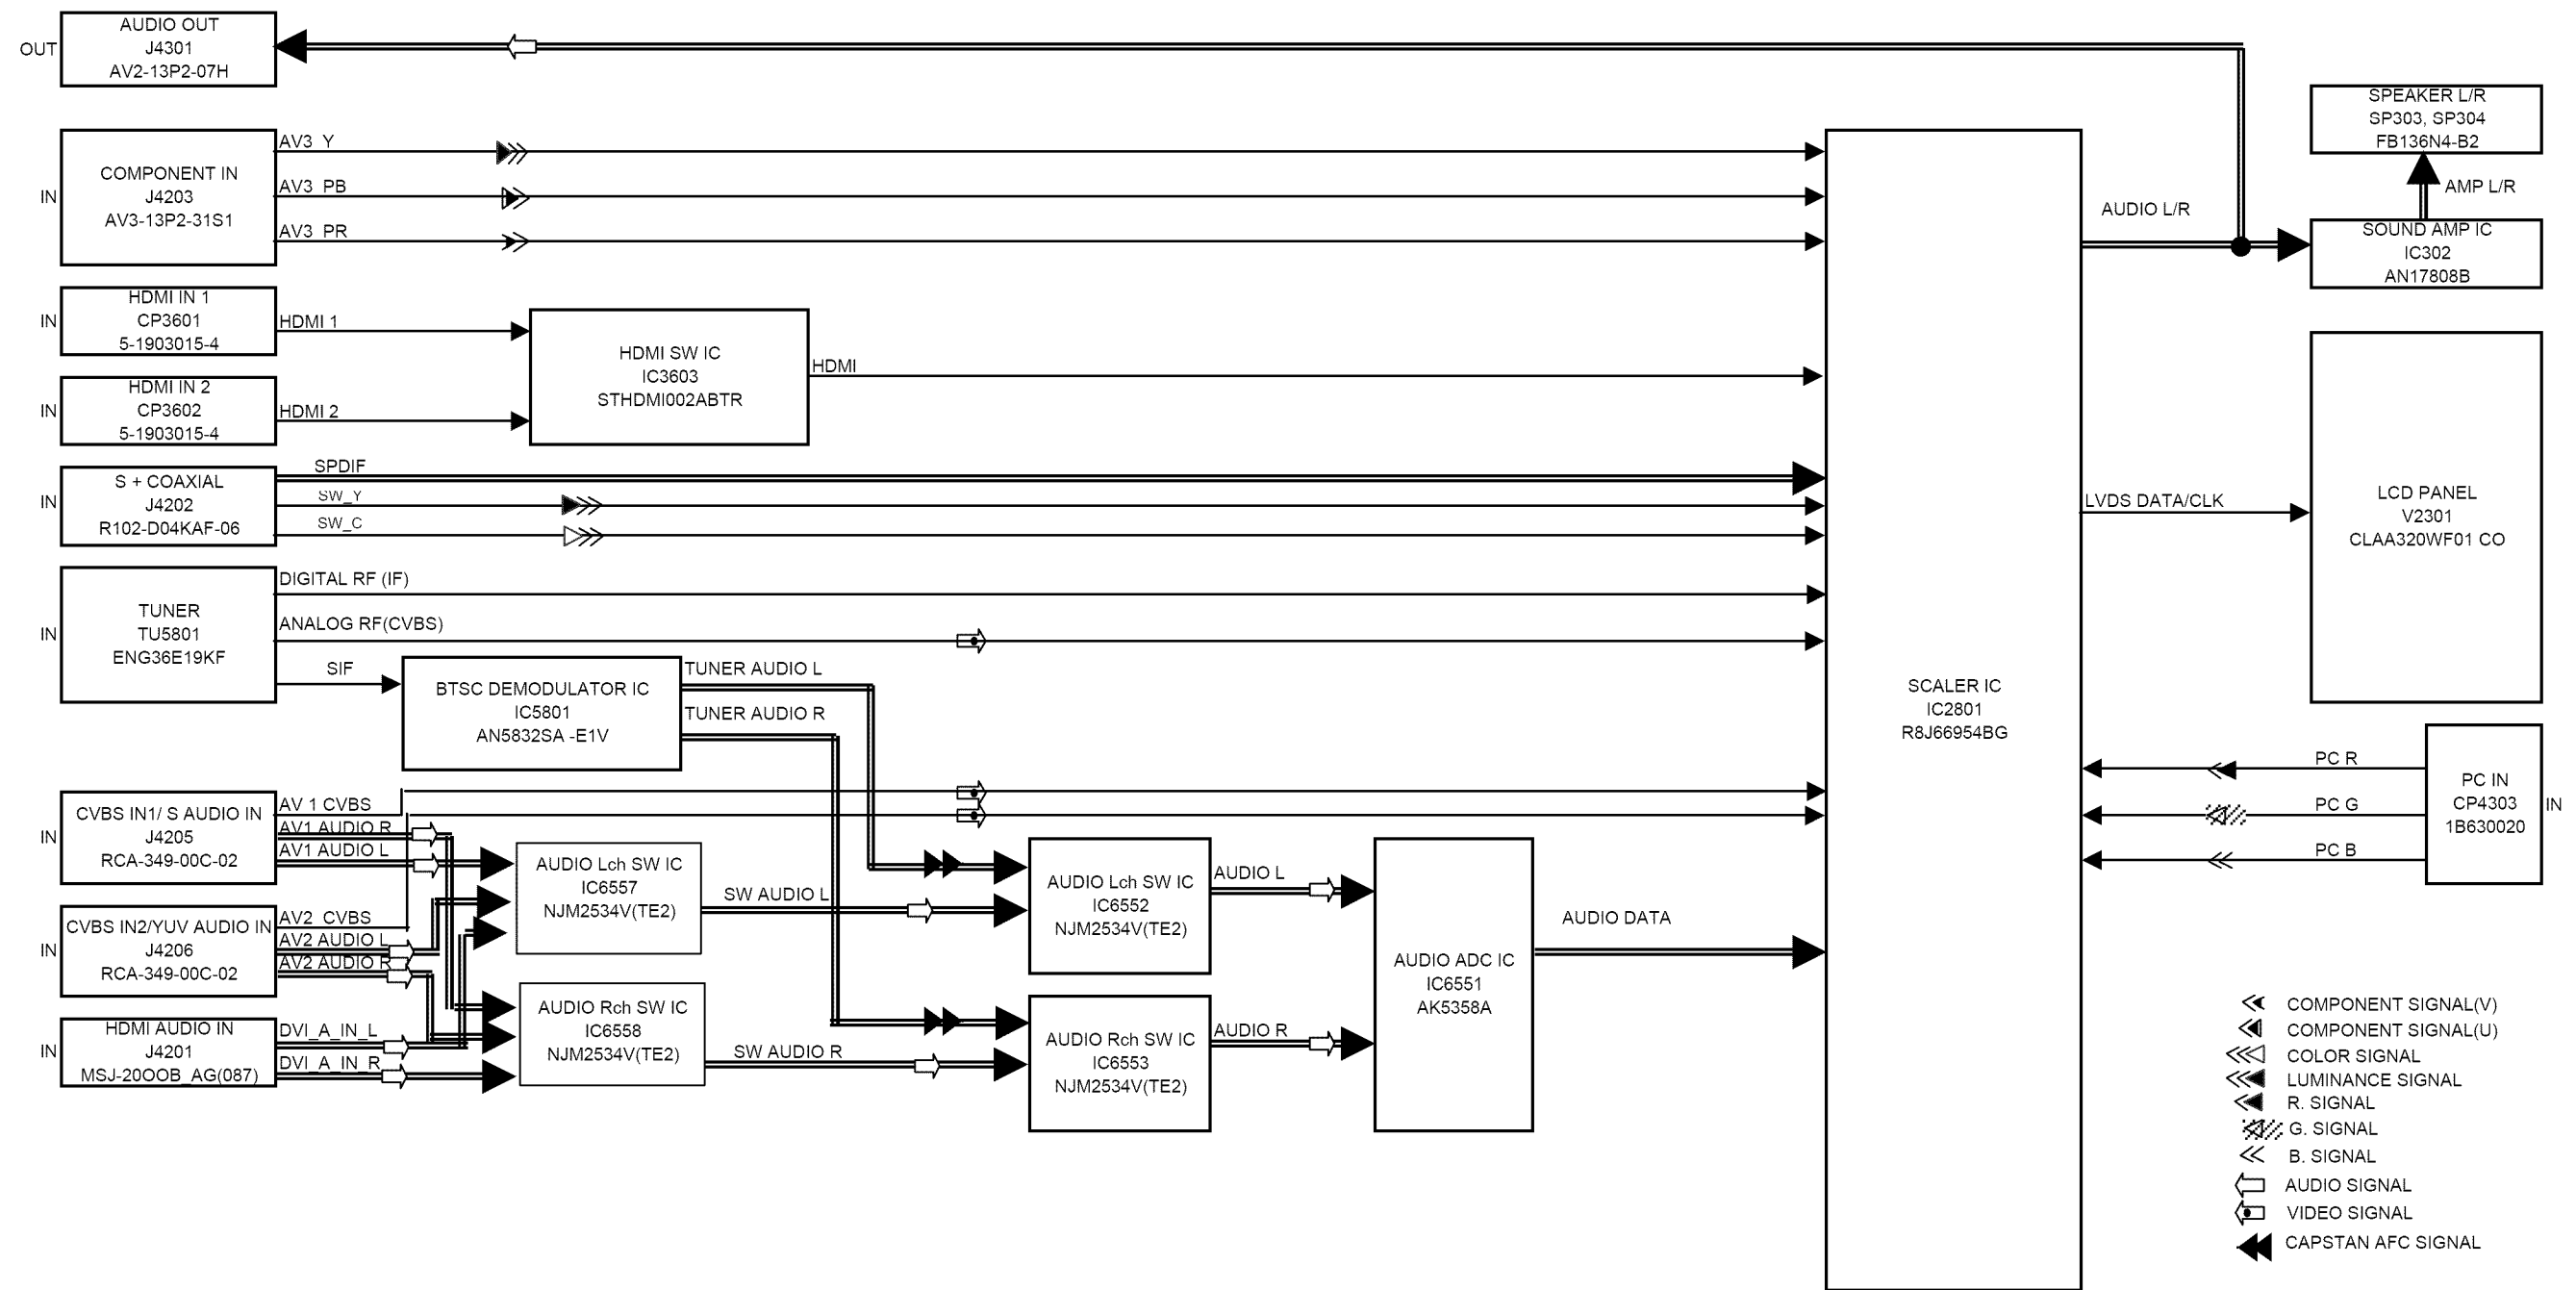 AUDIO OUT
J4301
AV2-13P2-07H
OUT
COMPONENT IN
J4203
AV3-13P2-31S1
IN
AV3 Y
AV3 PB
AV3 PR
HDMI IN 1
CP3601
5-1903015-4
IN
HDMI 1
HDMI IN 2
CP3602
5-1903015-4
IN
HDMI 2
HDMI SW IC
IC3603
STHDMI002ABTR
HDMI
S + COAXIAL
J4202
R102-D04KAF-06
IN
SPDIF
SW_Y
SW_C
TUNER
TU5801
ENG36E19KF
IN
DIGITAL RF (IF)
ANALOG RF(CVBS)
SIF
BTSC DEMODULATOR IC
IC5801
AN5832SA -E1V
TUNER AUDIO L
TUNER AUDIO R
CVBS IN1/ S AUDIO IN
J4205
RCA-349-00C-02
IN
AV 1 CVBS
AV1 AUDIO R
AV1 AUDIO L
CVBS IN2/YUV AUDIO IN
J4206
RCA-349-00C-02
IN
AV2 CVBS
AV2 AUDIO L
AV2 AUDIO R
HDMI AUDIO IN
J4201
MSJ-20OOB_AG(087)
IN
DVI_A_IN_L
DVI_A_IN_R
AUDIO Lch SW IC
IC6557
NJM2534V(TE2)
SW AUDIO L
AUDIO Rch SW IC
IC6558
NJM2534V(TE2)
SW AUDIO R
AUDIO Lch SW IC
IC6552
NJM2534V(TE2)
AUDIO L
AUDIO Rch SW IC
IC6553
NJM2534V(TE2)
AUDIO R
AUDIO ADC IC
IC6551
AK5358A
AUDIO DATA
SCALER IC
IC2801
R8J66954BG
AUDIO L/R
SPEAKER L/R
SP303, SP304
FB136N4-B2
AMP L/R
SOUND AMP IC
IC302
AN17808B
LVDS DATA/CLK
LCD PANEL
V2301
CLAA320WF01 CO
PC R
PC G
PC B
PC IN
CP4303
1B630020
IN
COMPONENT SIGNAL(V)
COMPONENT SIGNAL(U)
COLOR SIGNAL
LUMINANCE SIGNAL
R. SIGNAL
G. SIGNAL
B. SIGNAL
AUDIO SIGNAL
VIDEO SIGNAL
CAPSTAN AFC SIGNAL